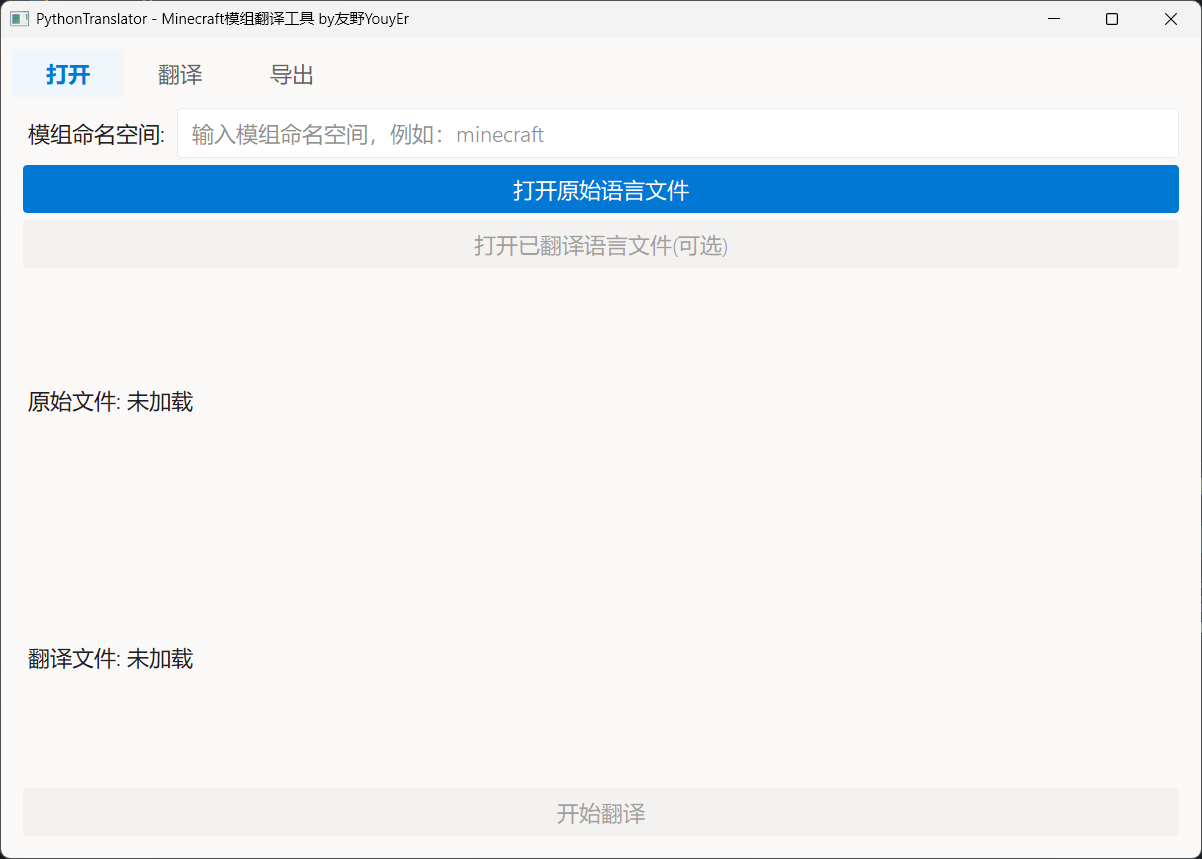 PythonTranslator - Minecraft模组翻译工具 by友野YouyEr
打开 翻译 导出
模组命名空间: 输入模组命名空间，例如：minecraft
打开原始语言文件
打开已翻译语言文件(可选)
原始文件: 未加载
翻译文件: 未加载
开始翻译